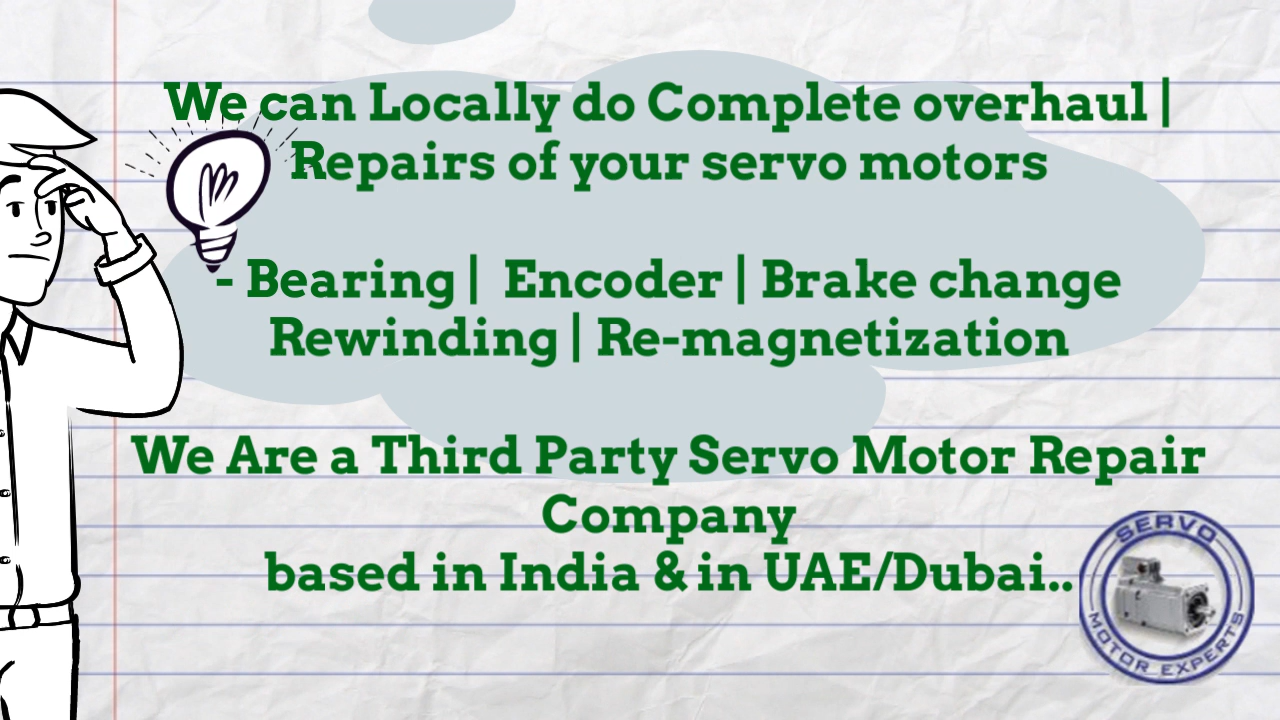 We can Locally do Complete overhaul |
Repairs of your servo motors
- Bearing | Encoder | Brake change
Rewinding | Re-magnetization
We Are a Third Party Servo Motor Repair
Company
based in India & in UAE/Dubai..
SERVO
MOTOR EXPERTS